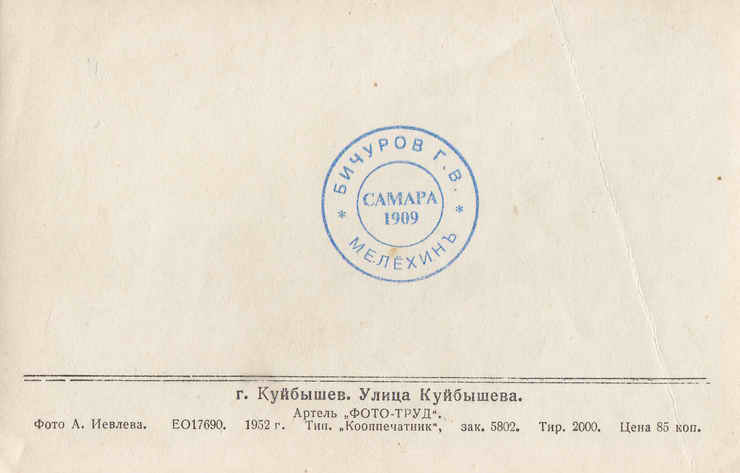 БИЧУРОВ Г.В.
САМАРА
1909
* МЕЛЁХИНЪ *
г. Куйбышев. Улица Куйбышева.
Артель „ФОТО-ТРУД“.
Фото А. Иевлева. ЕО17690. 1952 г. Тип. „Кооппечатник“, зак. 5802. Тир. 2000. Цена 85 коп.